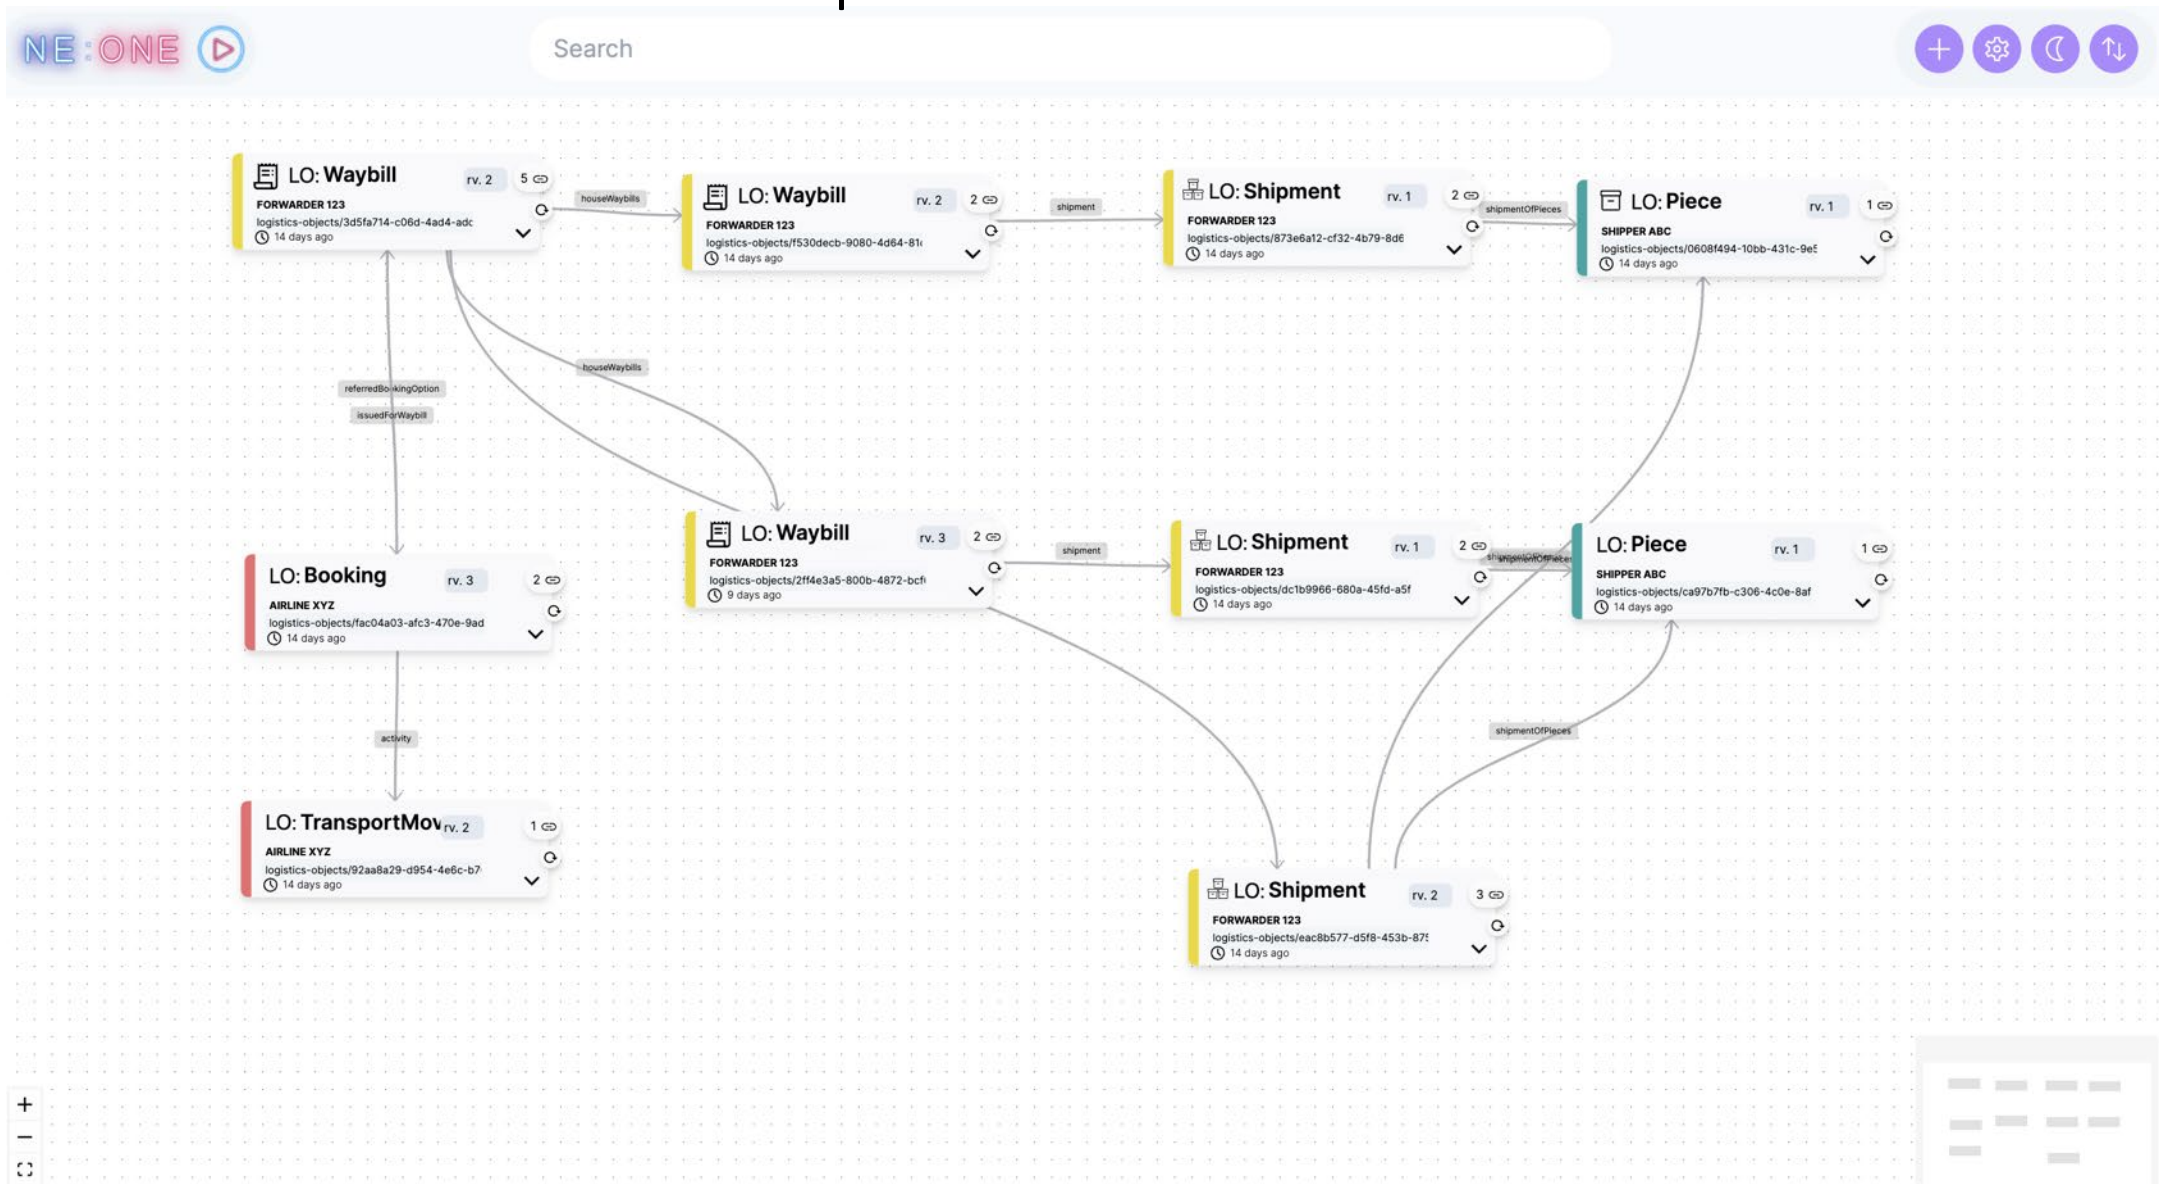 NE:ONE
Search
LO: Waybill rv. 2 5
FORWARDER 123
logistics-objects/3d5fa714-c06d-4ad4-adc
14 days ago
houseWaybills
LO: Waybill rv. 2 2
FORWARDER 123
logistics-objects/f530decb-9080-4d64-81
14 days ago
shipment
LO: Shipment rv. 1 2
FORWARDER 123
logistics-objects/873e6a12-cf32-4b79-8d6
14 days ago
shipmentOfPieces
LO: Piece rv. 1 1
SHIPPER ABC
logistics-objects/0608f494-10bb-431c-9e5
14 days ago
houseWaybills
referredBookingOption
issuedForWaybill
LO: Booking rv. 3 2
AIRLINE XYZ
logistics-objects/fac04a03-afc3-470e-9ad
14 days ago
LO: Waybill rv. 3 2
FORWARDER 123
logistics-objects/2ff4e3a5-800b-4872-bcf
9 days ago
shipment
LO: Shipment rv. 1 2
FORWARDER 123
logistics-objects/dc1b9966-680a-45fd-a5f
14 days ago
shipmentOfPieces
LO: Piece rv. 1 1
SHIPPER ABC
logistics-objects/ca97b7fb-c306-4c0e-8af
14 days ago
activity
shipmentOfPieces
LO: TransportMov rv. 2 1
AIRLINE XYZ
logistics-objects/92aa8a29-d954-4e6c-b7
14 days ago
LO: Shipment rv. 2 3
FORWARDER 123
logistics-objects/eac8b577-d5f8-453b-875
14 days ago